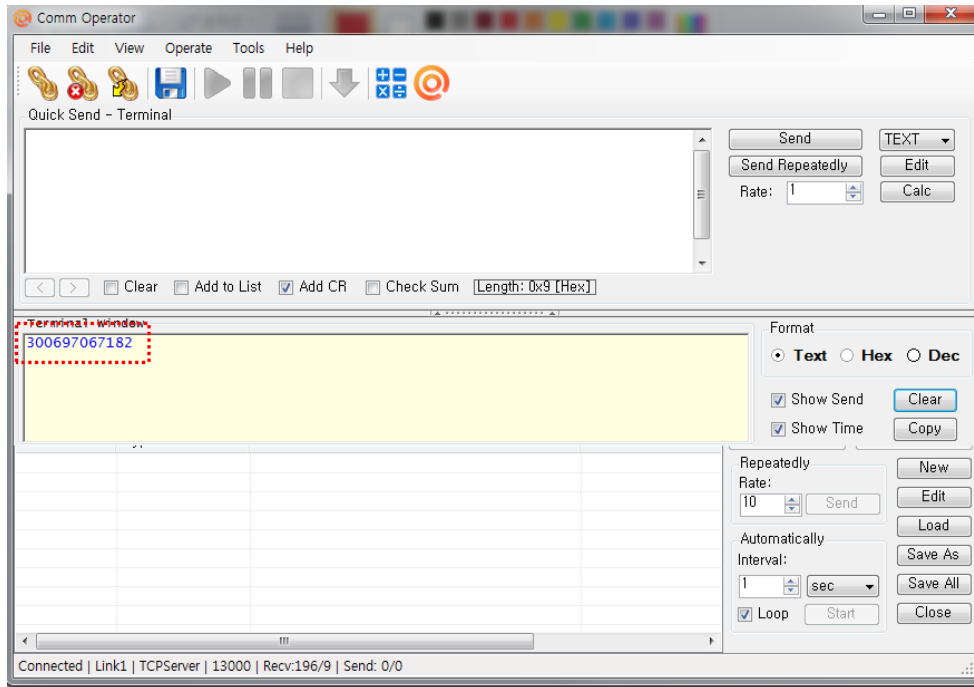 Comm Operator
File Edit View Operate Tools Help
Quick Send - Terminal
Send TEXT
Send Repeatedly Edit
Rate: 1 Calc
< > Clear Add to List Add CR Check Sum Length: 0x9 [Hex]
Terminal Window
300697067182
Format
Text Hex Dec
Show Send Clear
Show Time Copy
Repeatedly
Rate:
10 Send
Automatically
Interval:
1 sec
Loop Start
New
Edit
Load
Save As
Save All
Close
Connected | Link1 | TCPServer | 13000 | Recv:196/9 | Send: 0/0